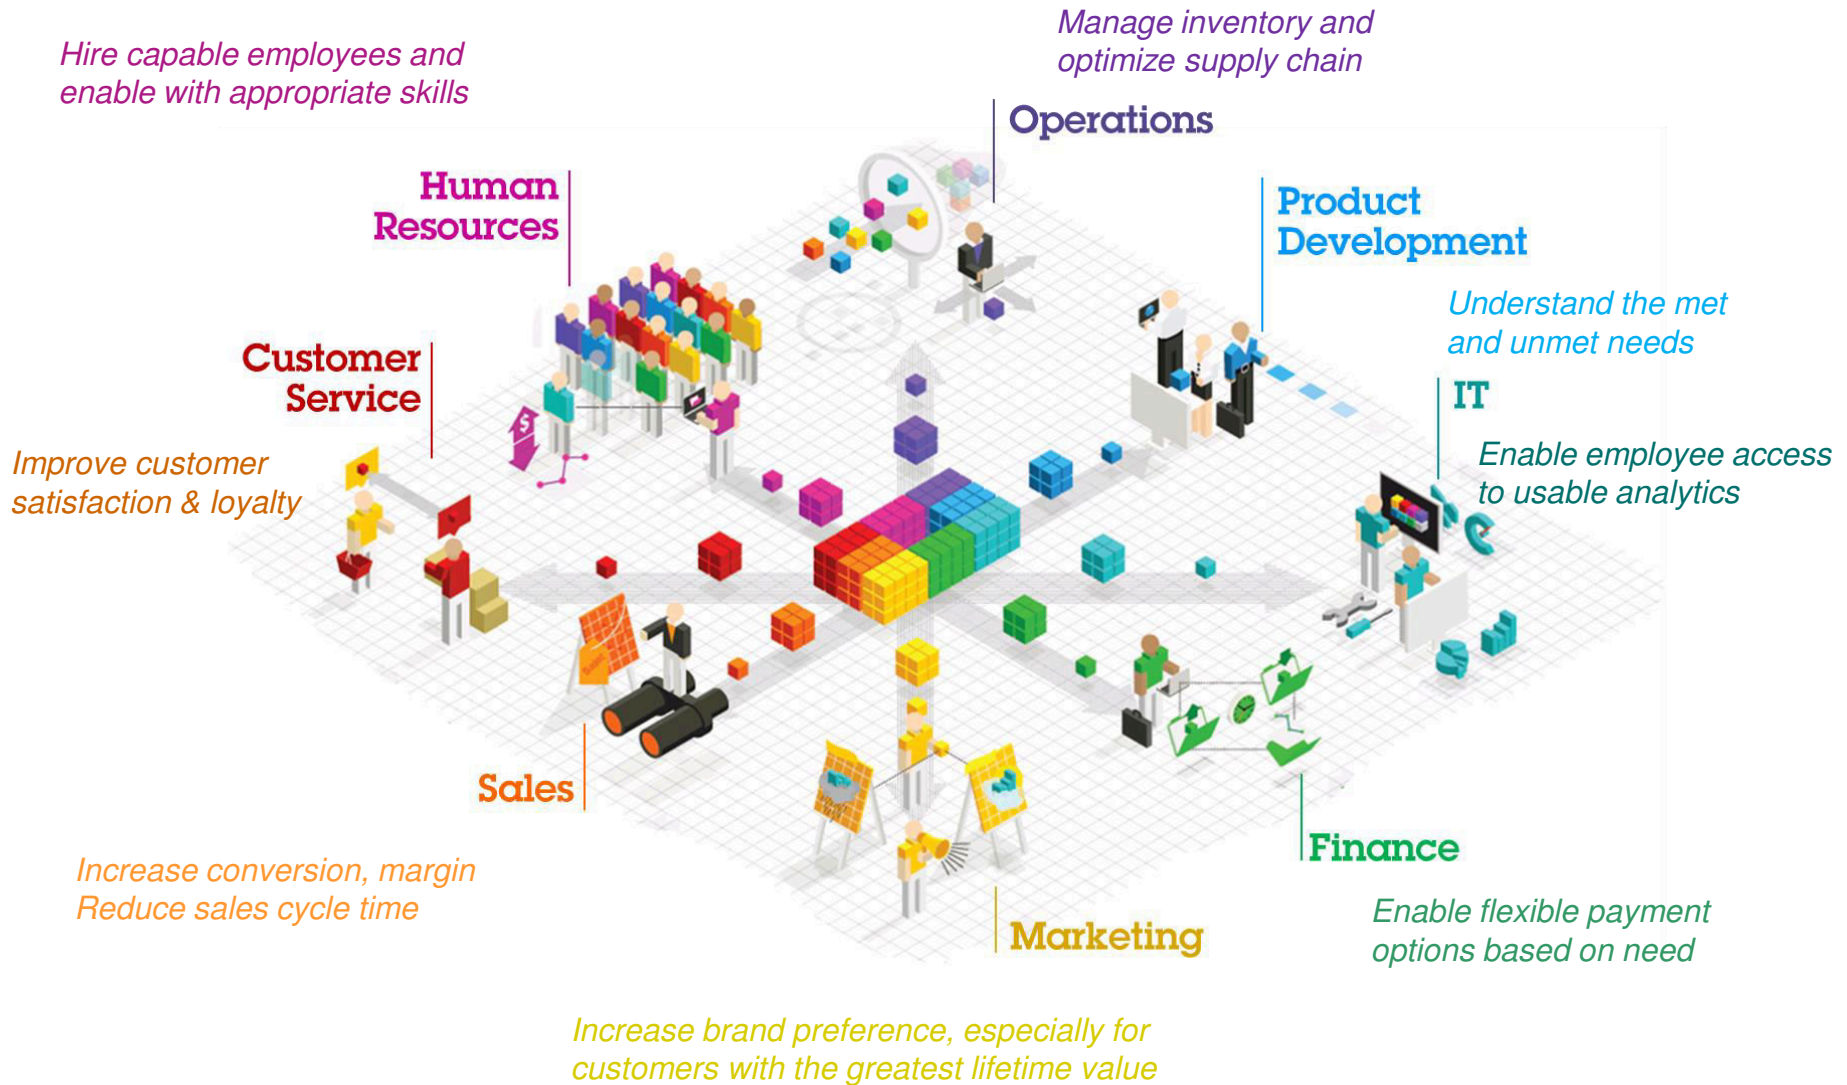 Manage inventory and
optimize supply chain
Operations
Hire capable employees and
enable with appropriate skills
Human
Resources
Product
Development
Understand the met
and unmet needs
Customer
Service
Improve customer
satisfaction & loyalty
IT
Enable employee access
to usable analytics
$
Sales
Increase conversion, margin
Reduce sales cycle time
Finance
Enable flexible payment
options based on need
Marketing
Increase brand preference, especially for
customers with the greatest lifetime value